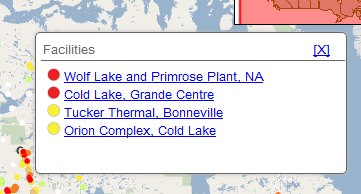 Facilities [X]
Wolf Lake and Primrose Plant, NA
Cold Lake, Grande Centre
Tucker Thermal, Bonneville
Orion Complex, Cold Lake